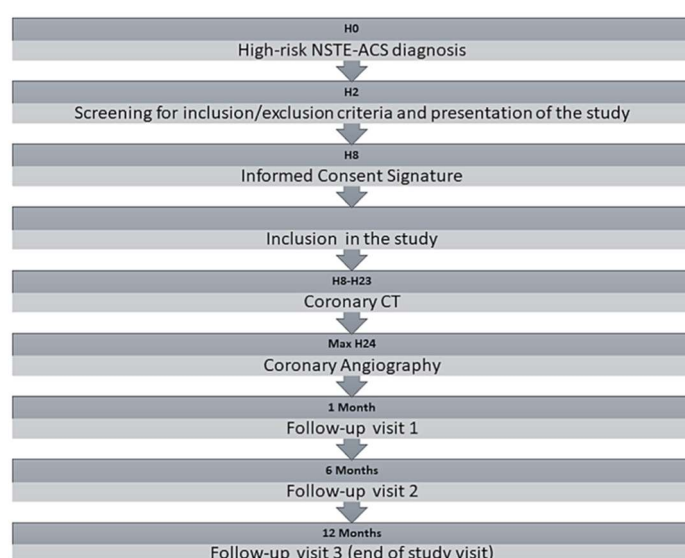 H0
High-risk NSTE-ACS diagnosis
H2
Screening for inclusion/exclusion criteria and presentation of the study
H8
Informed Consent Signature
Inclusion in the study
H8-H23
Coronary CT
Max H24
Coronary Angiography
1 Month
Follow-up visit 1
6 Months
Follow-up visit 2
12 Months
Follow-up visit 3 (end of study visit)